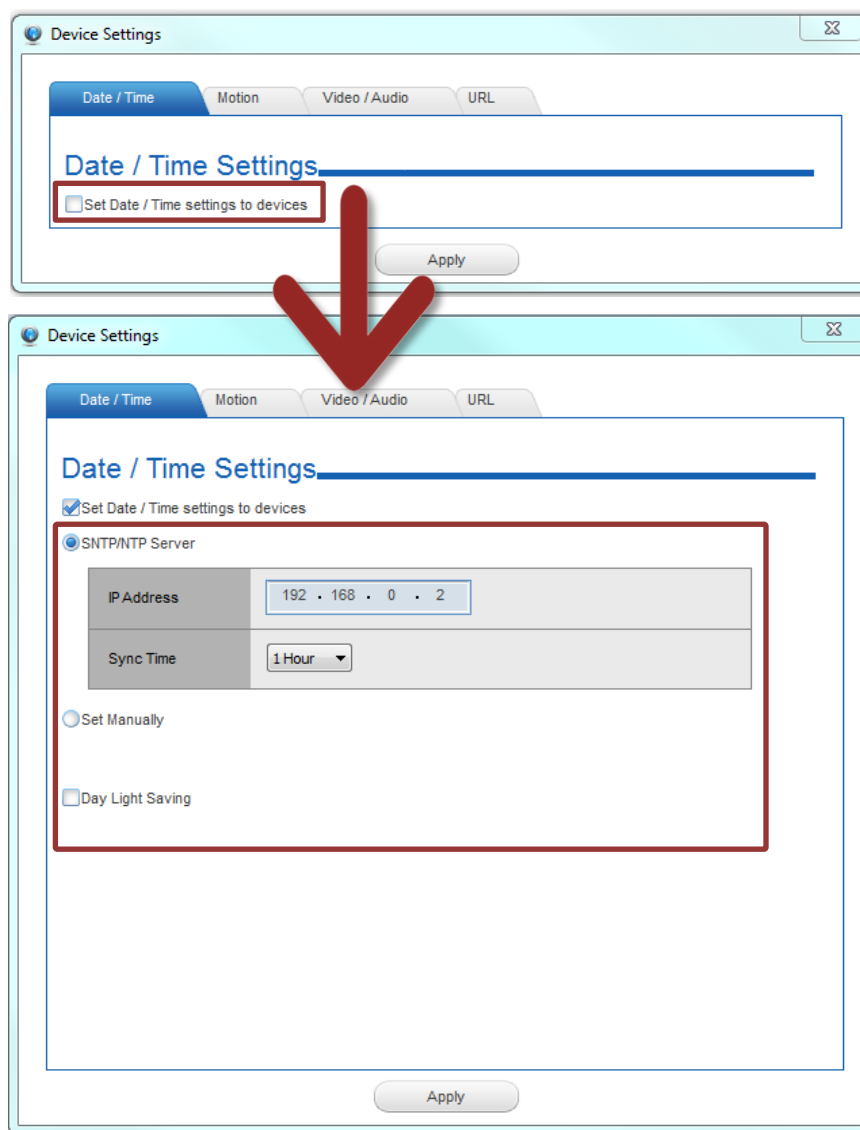 Device Settings
Date / Time Motion Video / Audio URL
Date / Time Settings
Set Date / Time settings to devices
Apply
Device Settings
Date / Time Motion Video / Audio URL
Date / Time Settings
Set Date / Time settings to devices
SNTP/NTP Server
IP Address 192 . 168 . 0 . 2
Sync Time 1 Hour
Set Manually
Day Light Saving
Apply